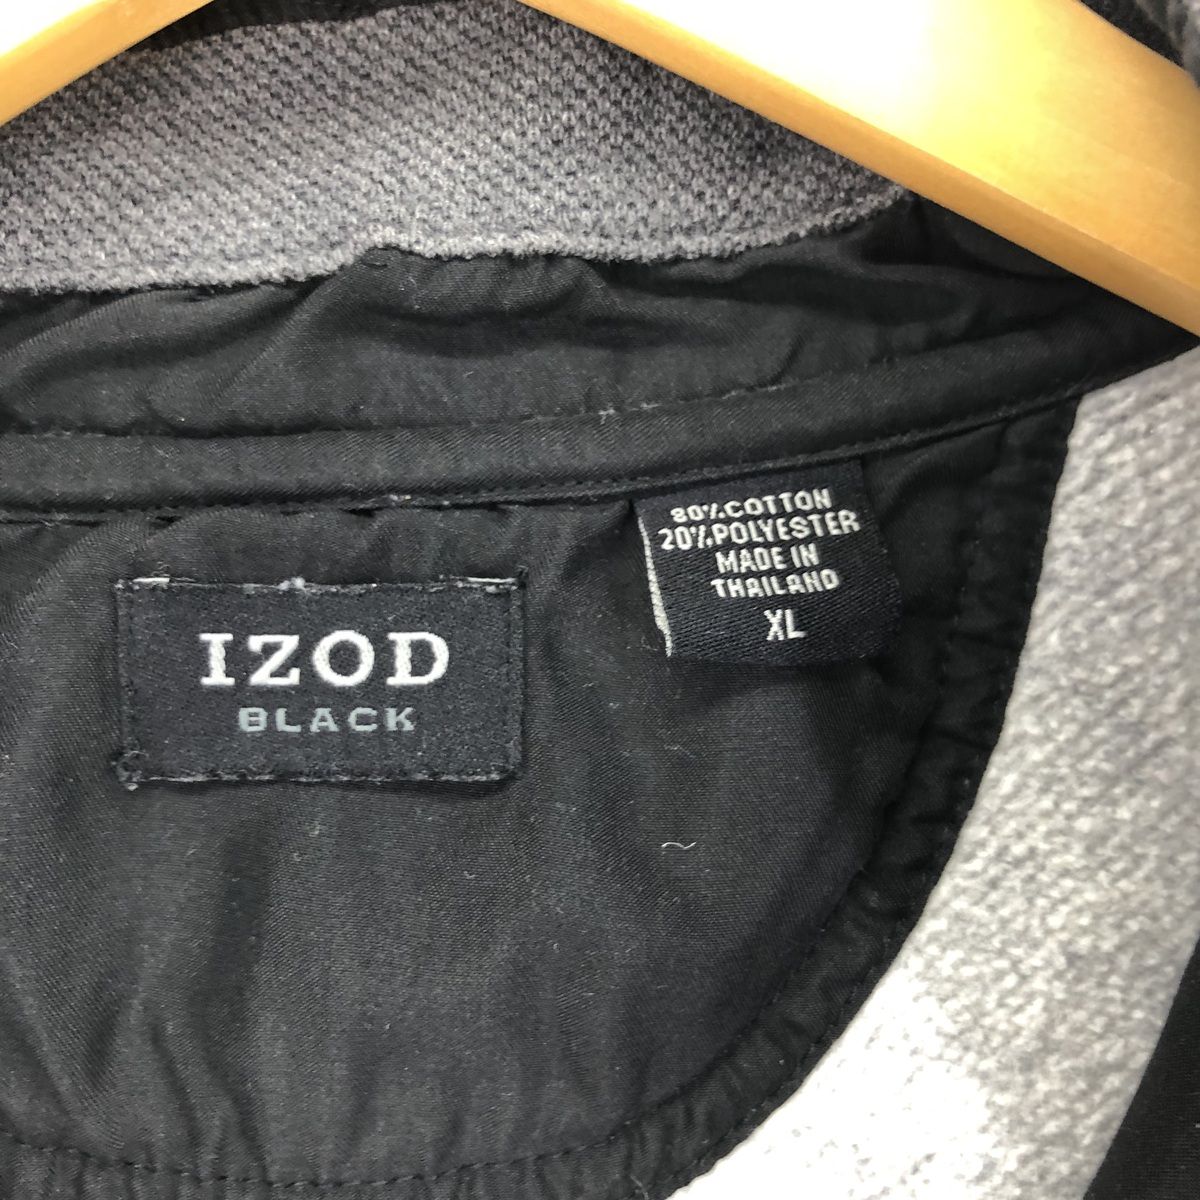 IZOD
BLACK
80% COTTON
20% POLYESTER
MADE IN
THAILAND
XL